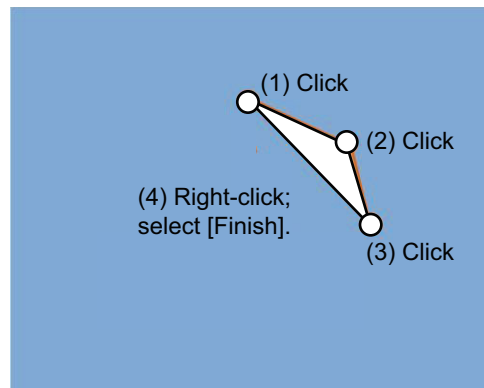 (1) Click
(2) Click
(4) Right-click;
select [Finish].
(3) Click